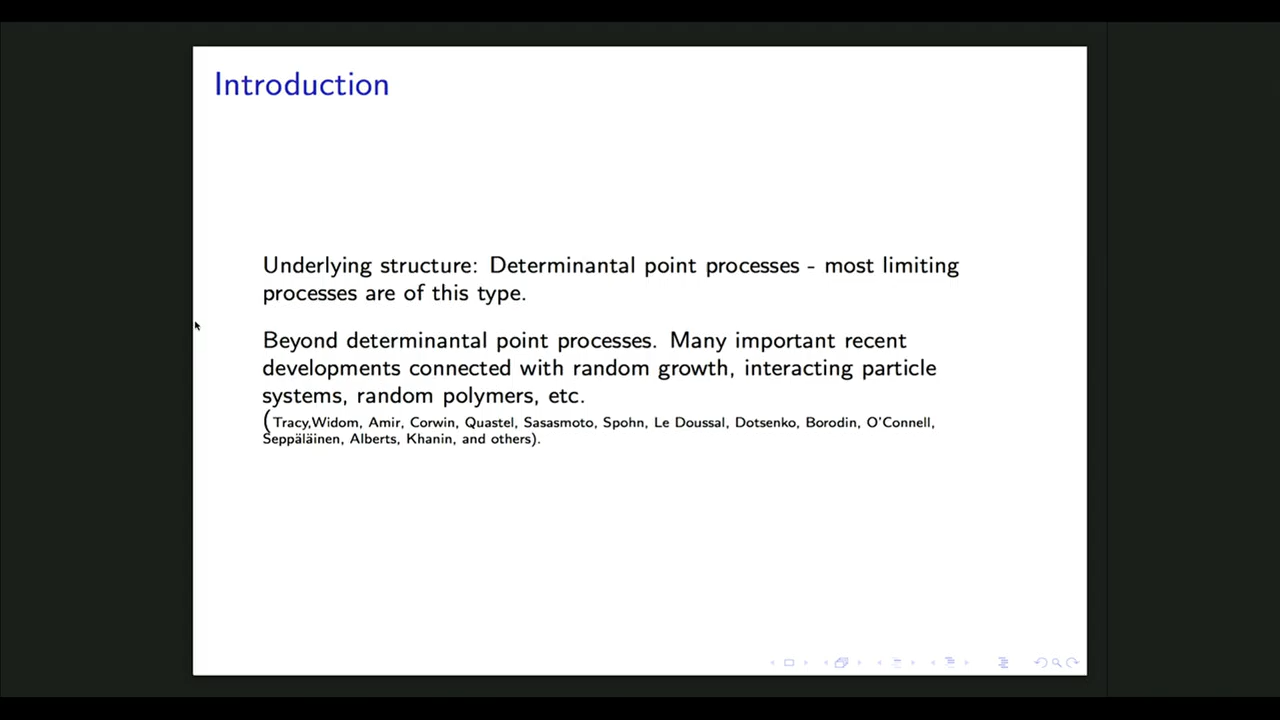 Introduction
Underlying structure: Determinantal point processes - most limiting
processes are of this type.
Beyond determinantal point processes. Many important recent
developments connected with random growth, interacting particle
systems, random polymers, etc.
(Tracy,Widom, Amir, Corwin, Quastel, Sasasmoto, Spohn, Le Doussal, Dotsenko, Borodin, O'Connell,
Seppäläinen, Alberts, Khanin, and others).